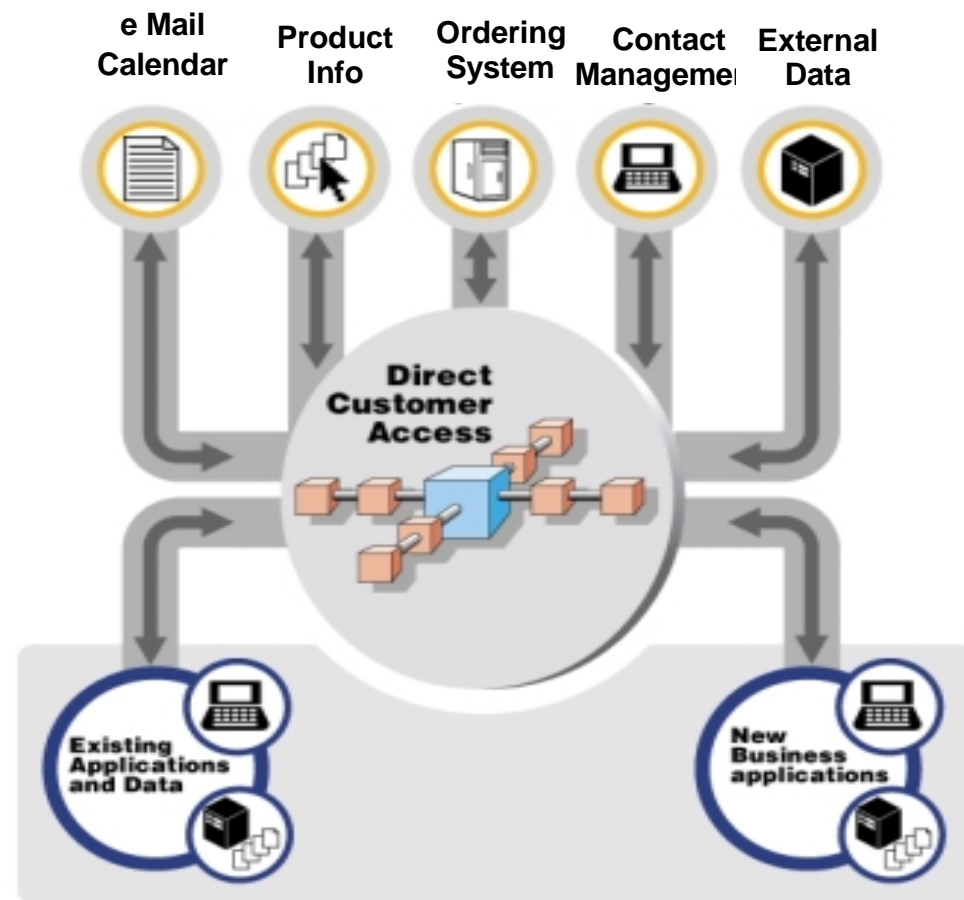 e Mail
Calendar
Product
Info
Ordering
System
Contact
Managemer
External
Data
Direct
Customer
Access
Existing
Applications
and Data
New
Business
applications